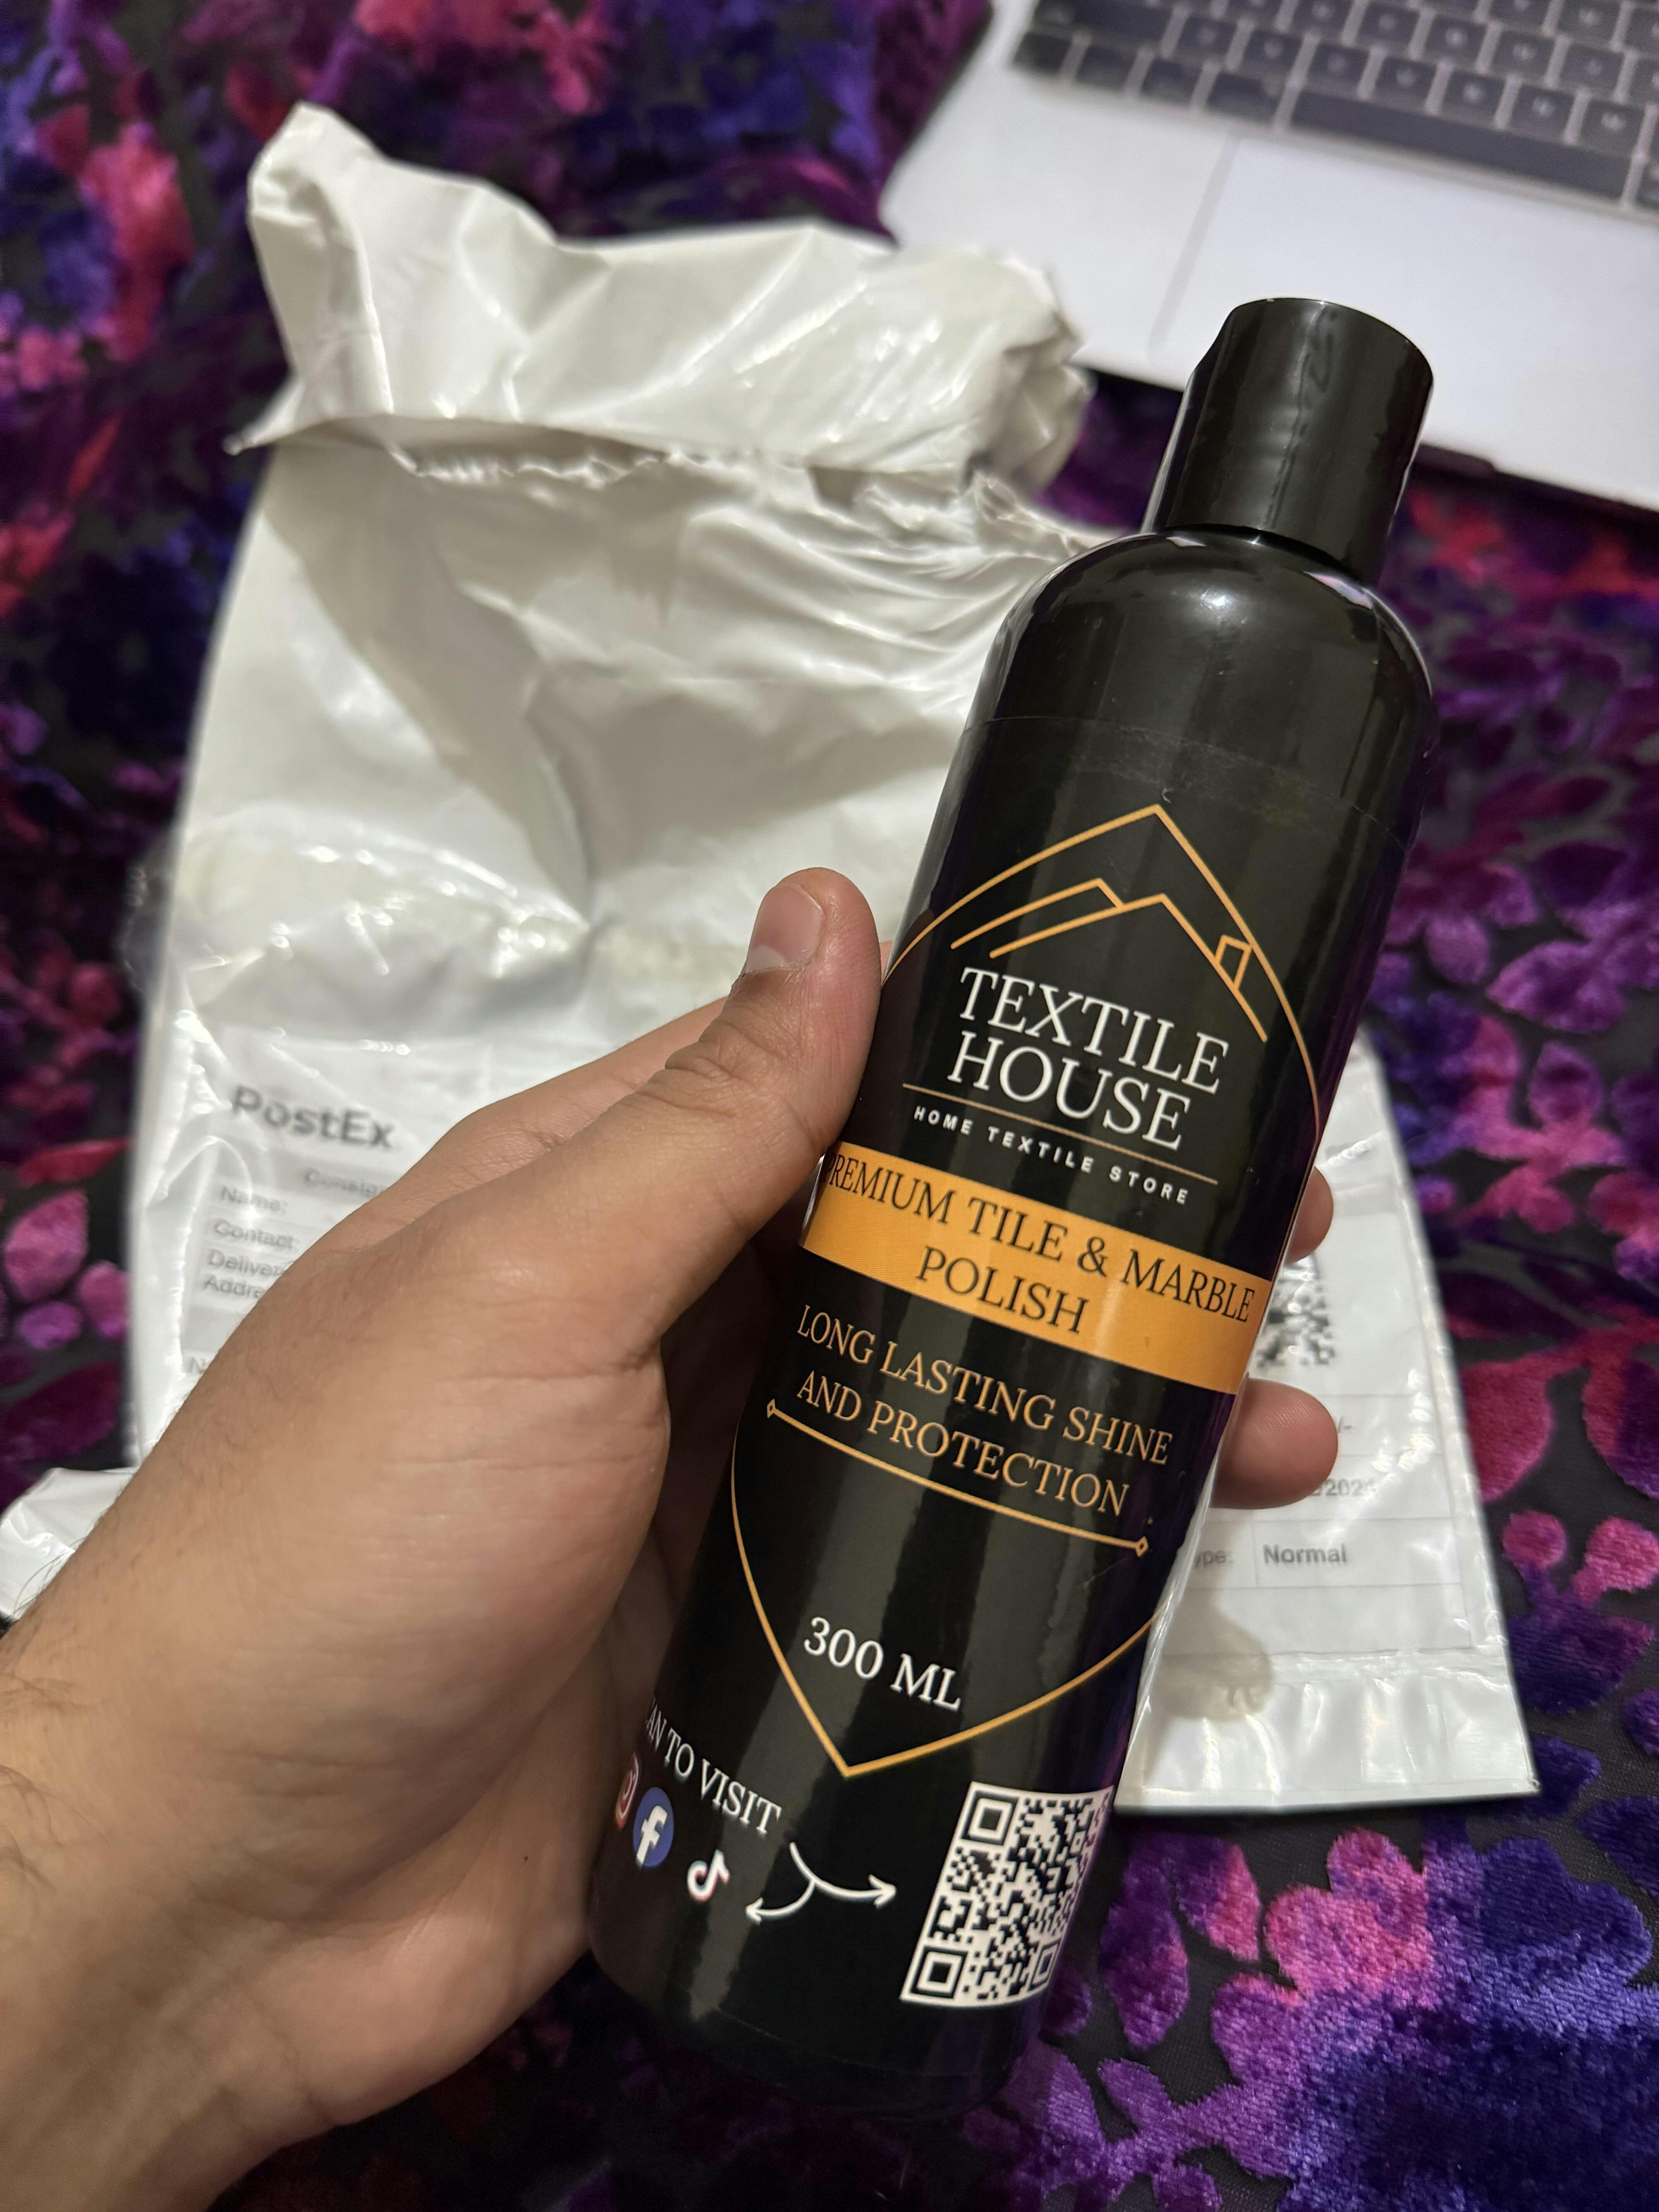 TEXTILE
HOUSE
HOME TEXTILE STORE
PREMIUM TILE & MARBLE
POLISH
LONG LASTING SHINE
AND PROTECTION
300 ML
TO VISIT
PostEx
Name:
Contact:
Normal